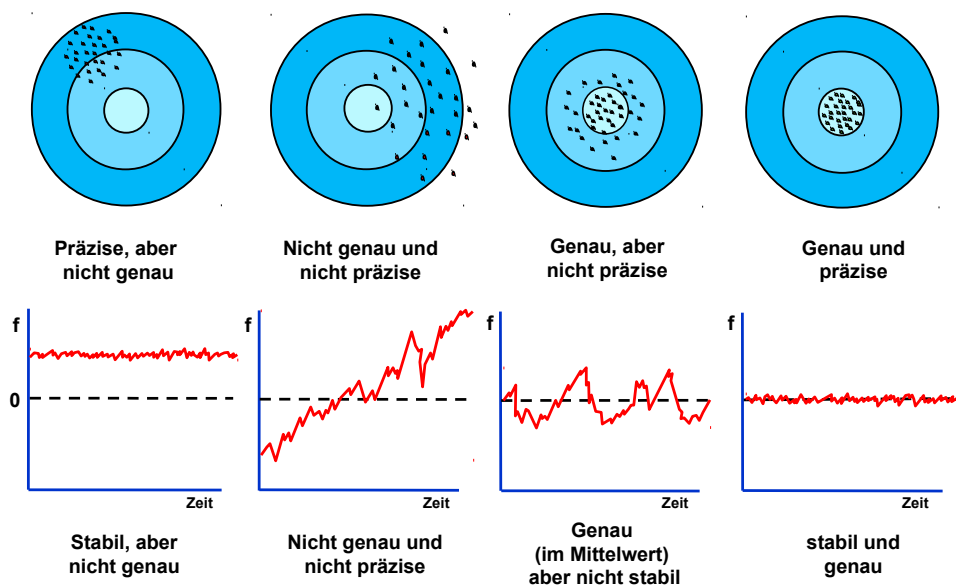 Präzise, aber
nicht genau
Nicht genau und
nicht präzise
Genau, aber
nicht präzise
Genau und
präzise
f
0
Zeit
f
Zeit
f
Zeit
f
Zeit
Stabil, aber
nicht genau
Nicht genau und
nicht präzise
Genau
(im Mittelwert)
aber nicht stabil
stabil und
genau